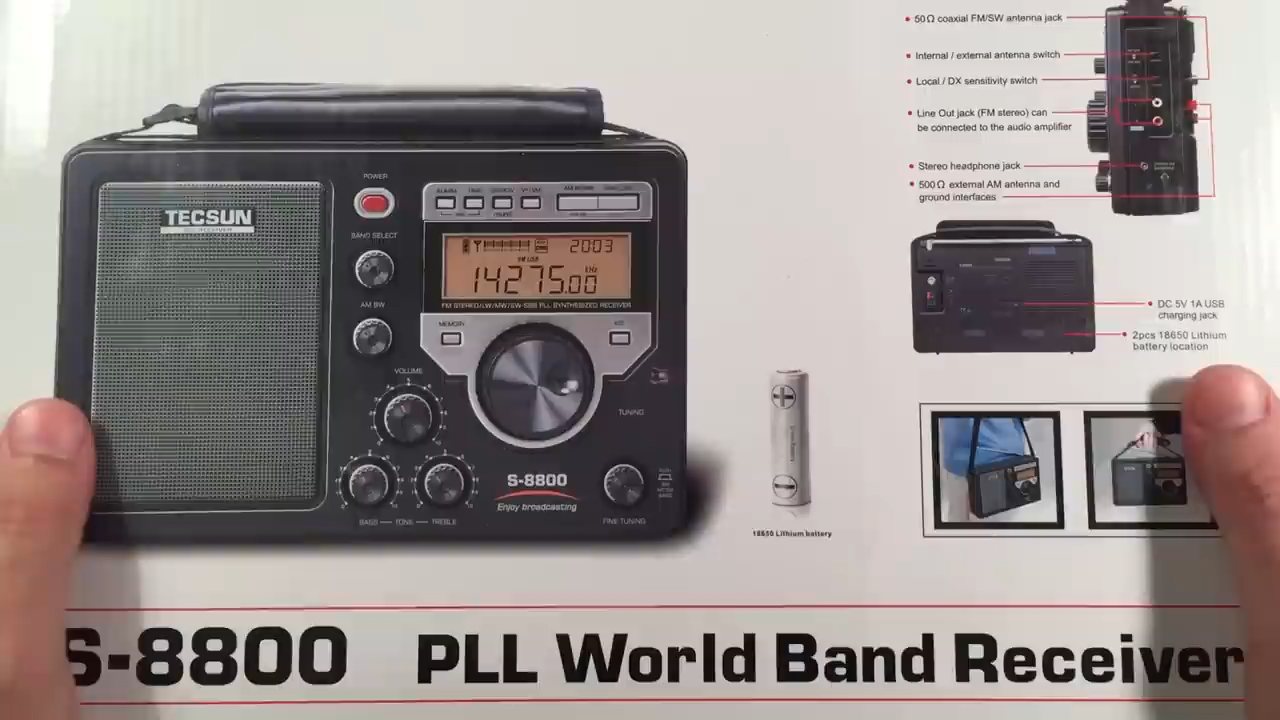 50Ω coaxial FM/SW antenna jack
Internal / external antenna switch
Local / DX sensitivity switch
Line Out jack (FM stereo) can
be connected to the audio amplifier
Stereo headphone jack
500Ω external AM antenna and
ground interfaces
POWER
TECSUN
BAND SELECT
ALARM
2003
14275.00
KHz
FM STEREO/LW/MW/SW-SSB PLL SYNTHESIZED RECEIVER
AM BW
MEMORY
VOLUME
TUNING
S-8800
Enjoy broadcasting
BASS — TONE — TREBLE
FINE TUNING
DC 5V 1A USB
charging jack
2pcs 18650 Lithium
battery location
18650 Lithium battery
S-8800 PLL World Band Receiver